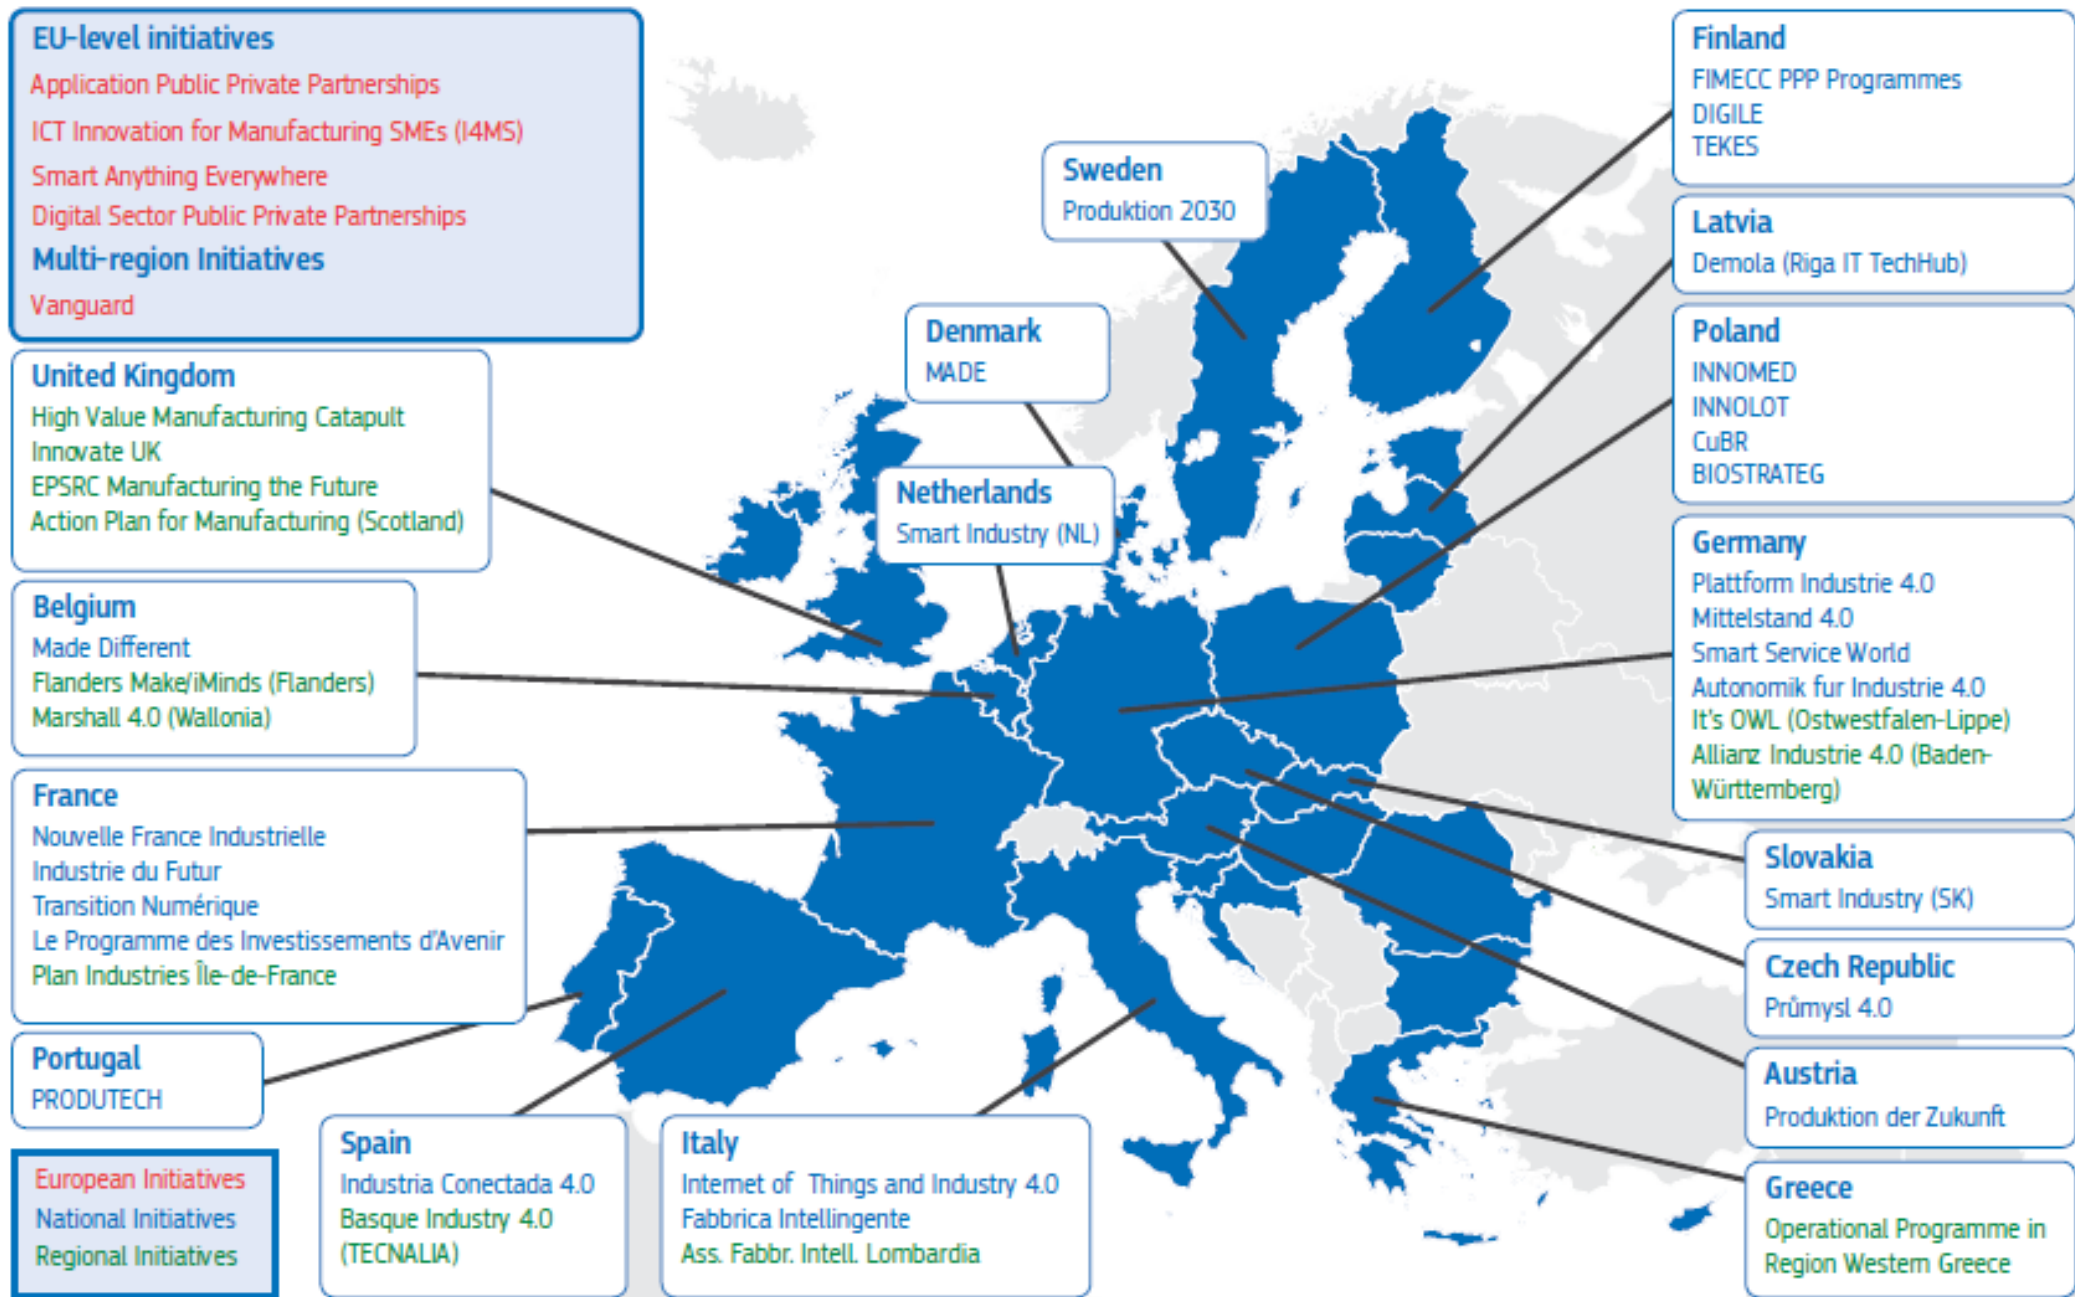 EU-level initiatives
Application Public Private Partnerships
ICT Innovation for Manufacturing SMEs (I4MS)
Smart Anything Everywhere
Digital Sector Public Private Partnerships
Multi-region Initiatives
Vanguard
United Kingdom
High Value Manufacturing Catapult
Innovate UK
EPSRC Manufacturing the Future
Action Plan for Manufacturing (Scotland)
Belgium
Made Different
Flanders Make/iMinds (Flanders)
Marshall 4.0 (Wallonia)
France
Nouvelle France Industrielle
Industrie du Futur
Transition Numérique
Le Programme des Investissements d'Avenir
Plan Industries Île-de-France
Portugal
PRODUTECH
European Initiatives
National Initiatives
Regional Initiatives
Spain
Industria Conectada 4.0
Basque Industry 4.0
(TECNALIA)
Italy
Internet of Things and Industry 4.0
Fabbrica Intellingente
Ass. Fabbr. Intell. Lombardia
Sweden
Produktion 2030
Denmark
MADE
Netherlands
Smart Industry (NL)
Finland
FIMECC PPP Programmes
DIGILE
TEKES
Latvia
Demola (Riga IT TechHub)
Poland
INNOMED
INNOLOT
CuBR
BIOSTRATEG
Germany
Plattform Industrie 4.0
Mittelstand 4.0
Smart Service World
Autonomik fur Industrie 4.0
It's OWL (Ostwestfalen-Lippe)
Allianz Industrie 4.0 (Baden-
Württemberg)
Slovakia
Smart Industry (SK)
Czech Republic
Průmysl 4.0
Austria
Produktion der Zukunft
Greece
Operational Programme in
Region Western Greece